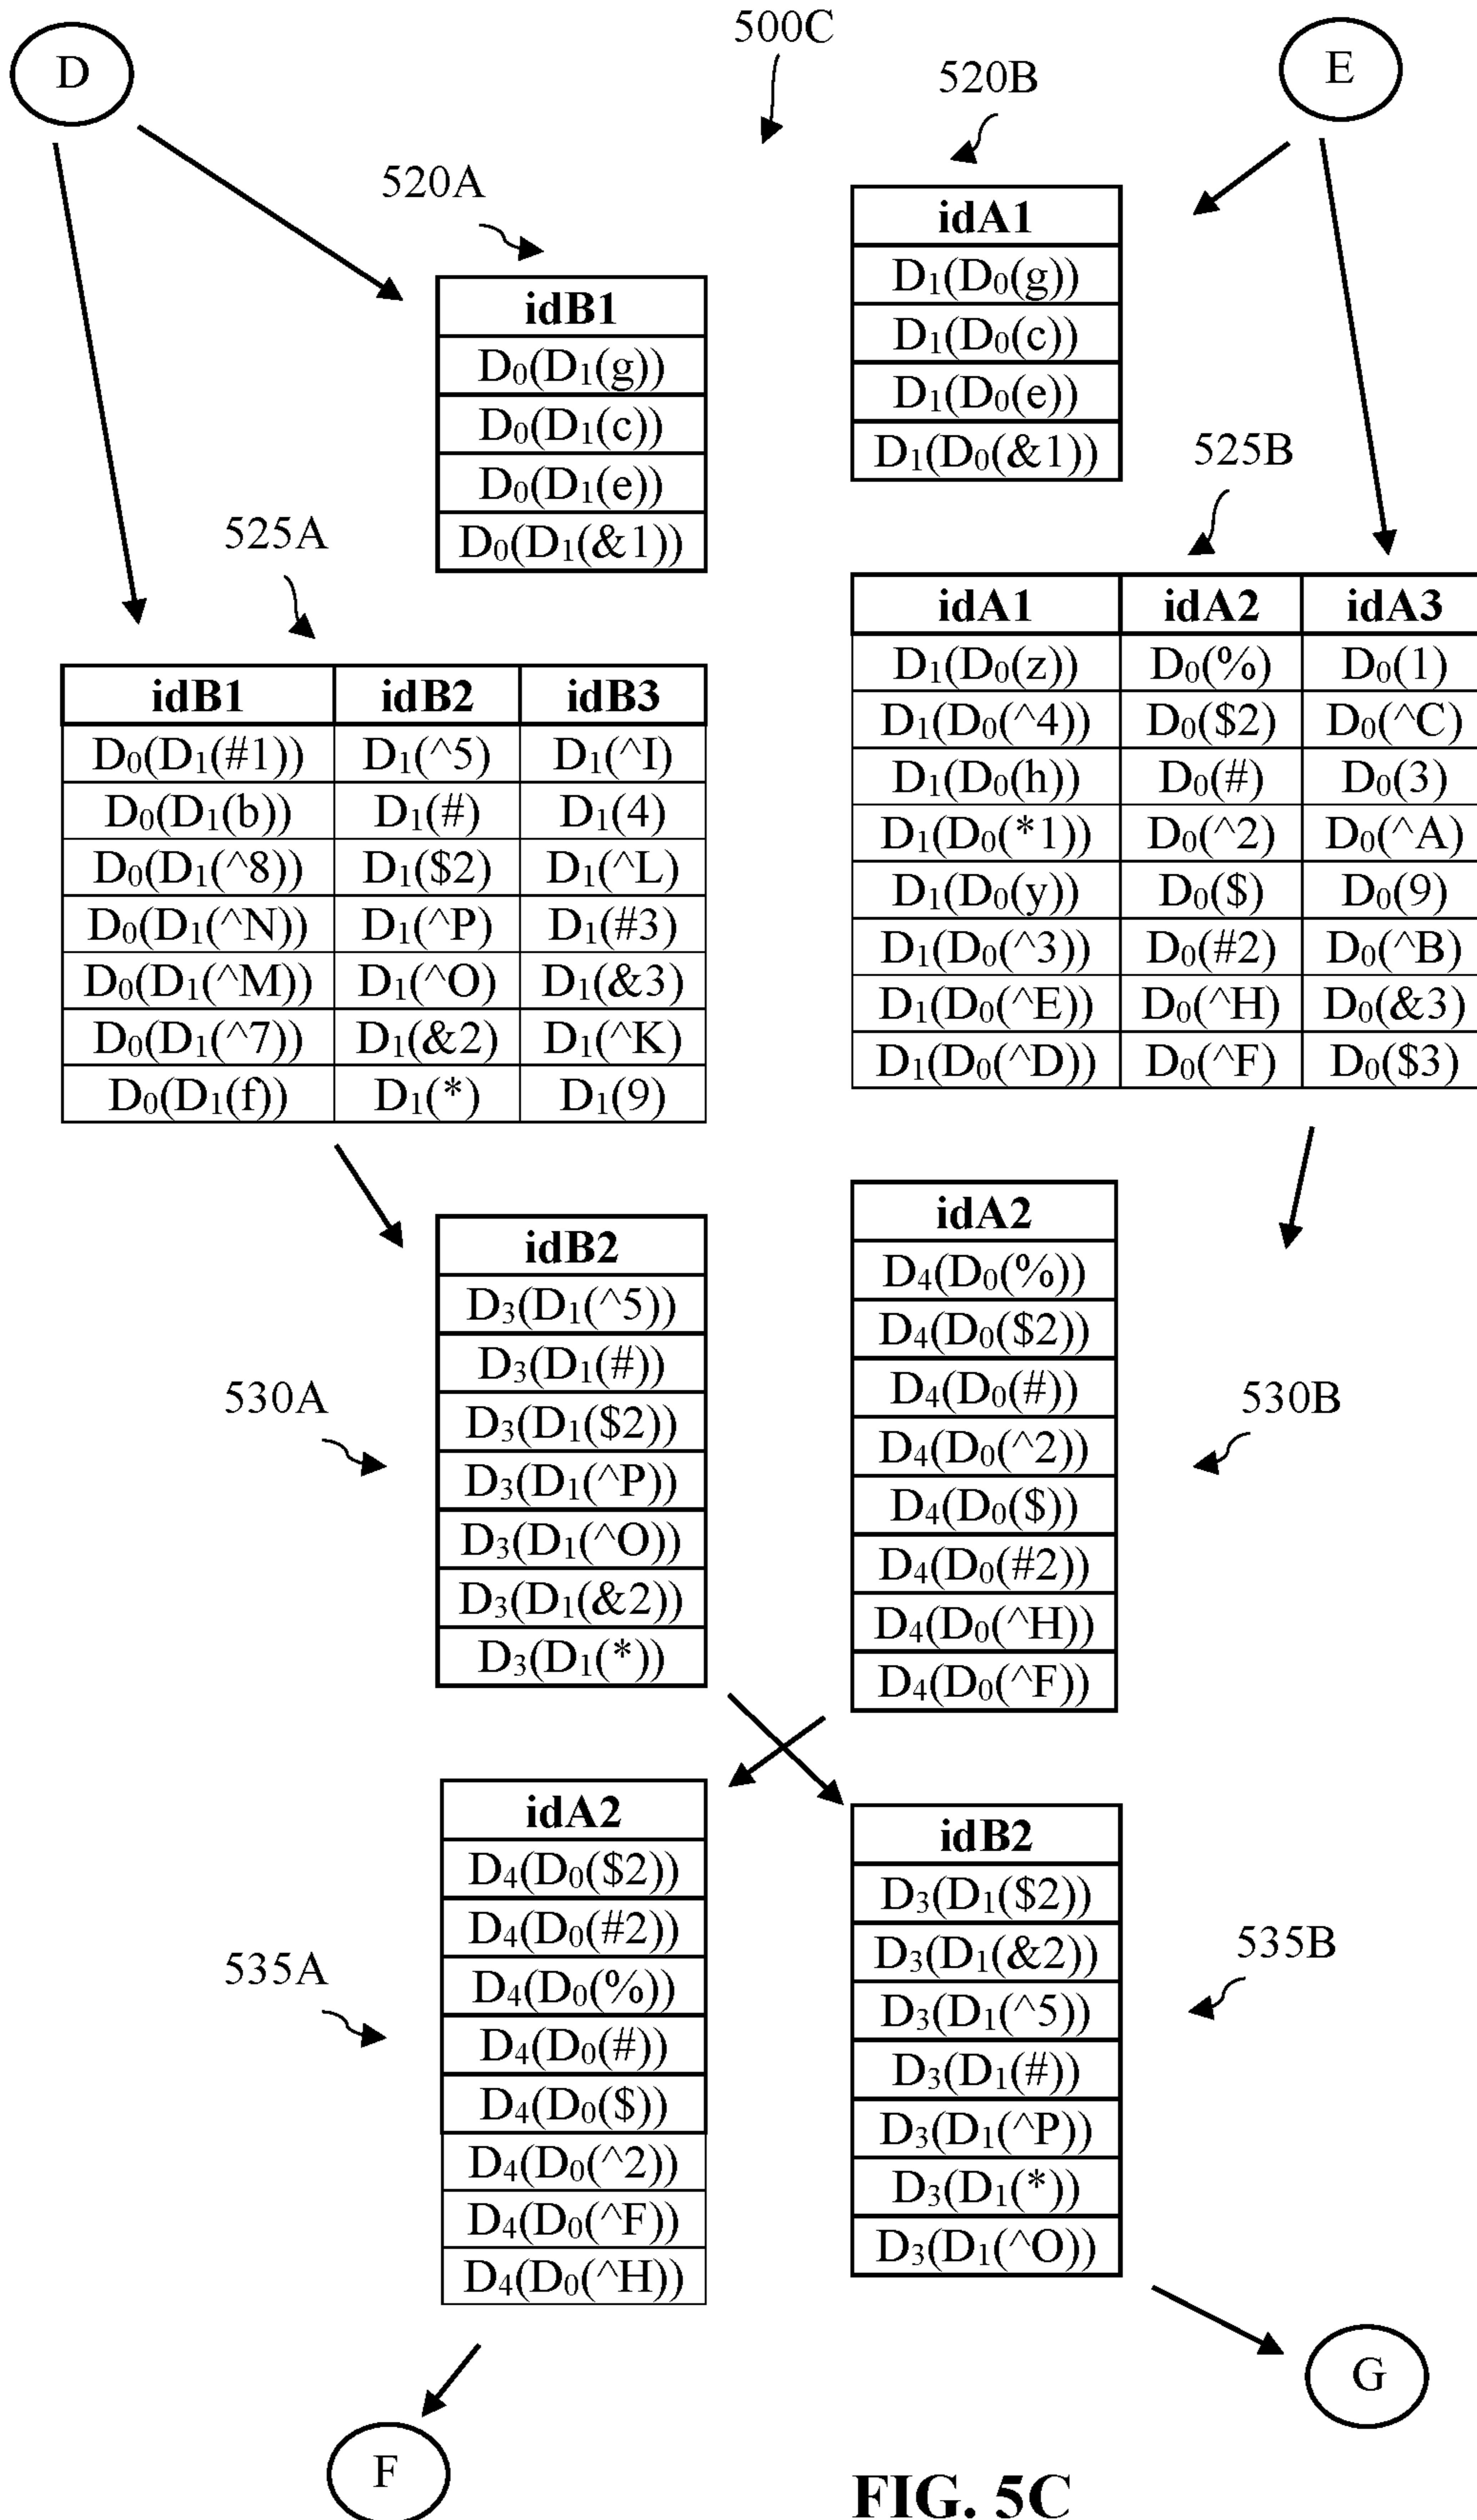 D
500C
520B
E
520A
idB1
D₀(D₁(g))
D₀(D₁(c))
D₀(D₁(e))
D₀(D₁(&1))
idA1
D₁(D₀(g))
D₁(D₀(c))
D₁(D₀(e))
D₁(D₀(&1))
525A
525B
idB1 idB2 idB3
D₀(D₁(#1)) D₁(^5) D₁(^I)
D₀(D₁(b)) D₁(#) D₁(4)
D₀(D₁(^8)) D₁($2) D₁(^L)
D₀(D₁(^N)) D₁(^P) D₁(#3)
D₀(D₁(^M)) D₁(^O) D₁(&3)
D₀(D₁(^7)) D₁(&2) D₁(^K)
D₀(D₁(f)) D₁(*) D₁(9)
idA1 idA2 idA3
D₁(D₀(z)) D₀(%) D₀(1)
D₁(D₀(^4)) D₀($2) D₀(^C)
D₁(D₀(h)) D₀(#) D₀(3)
D₁(D₀(*1)) D₀(^2) D₀(^A)
D₁(D₀(y)) D₀($) D₀(9)
D₁(D₀(^3)) D₀(#2) D₀(^B)
D₁(D₀(^E)) D₀(^H) D₀(&3)
D₁(D₀(^D)) D₀(^F) D₀($3)
530A
idB2
D₃(D₁(^5))
D₃(D₁(#))
D₃(D₁($2))
D₃(D₁(^P))
D₃(D₁(^O))
D₃(D₁(&2))
D₃(D₁(*))
idA2
D₄(D₀(%))
D₄(D₀($2))
D₄(D₀(#))
D₄(D₀(^2))
D₄(D₀($))
D₄(D₀(#2))
D₄(D₀(^H))
D₄(D₀(^F))
530B
535A
idA2
D₄(D₀($2))
D₄(D₀(#2))
D₄(D₀(%))
D₄(D₀(#))
D₄(D₀($))
D₄(D₀(^2))
D₄(D₀(^F))
D₄(D₀(^H))
idB2
D₃(D₁($2))
D₃(D₁(&2))
D₃(D₁(^5))
D₃(D₁(#))
D₃(D₁(^P))
D₃(D₁(*))
D₃(D₁(^O))
535B
G
F
FIG. 5C